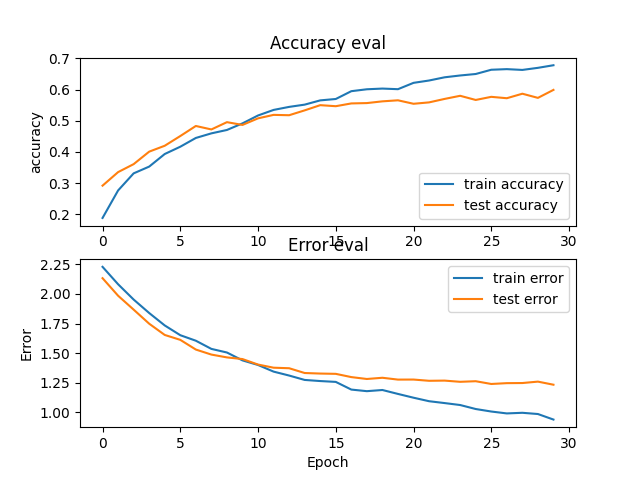 Accuracy eval
0.7
0.6
0.5
0.4
0.3
0.2
accuracy
train accuracy
test accuracy
0 5 10 15 20 25 30
Error eval
2.25
2.00
1.75
1.50
1.25
1.00
Error
train error
test error
0 5 10 15 20 25 30
Epoch